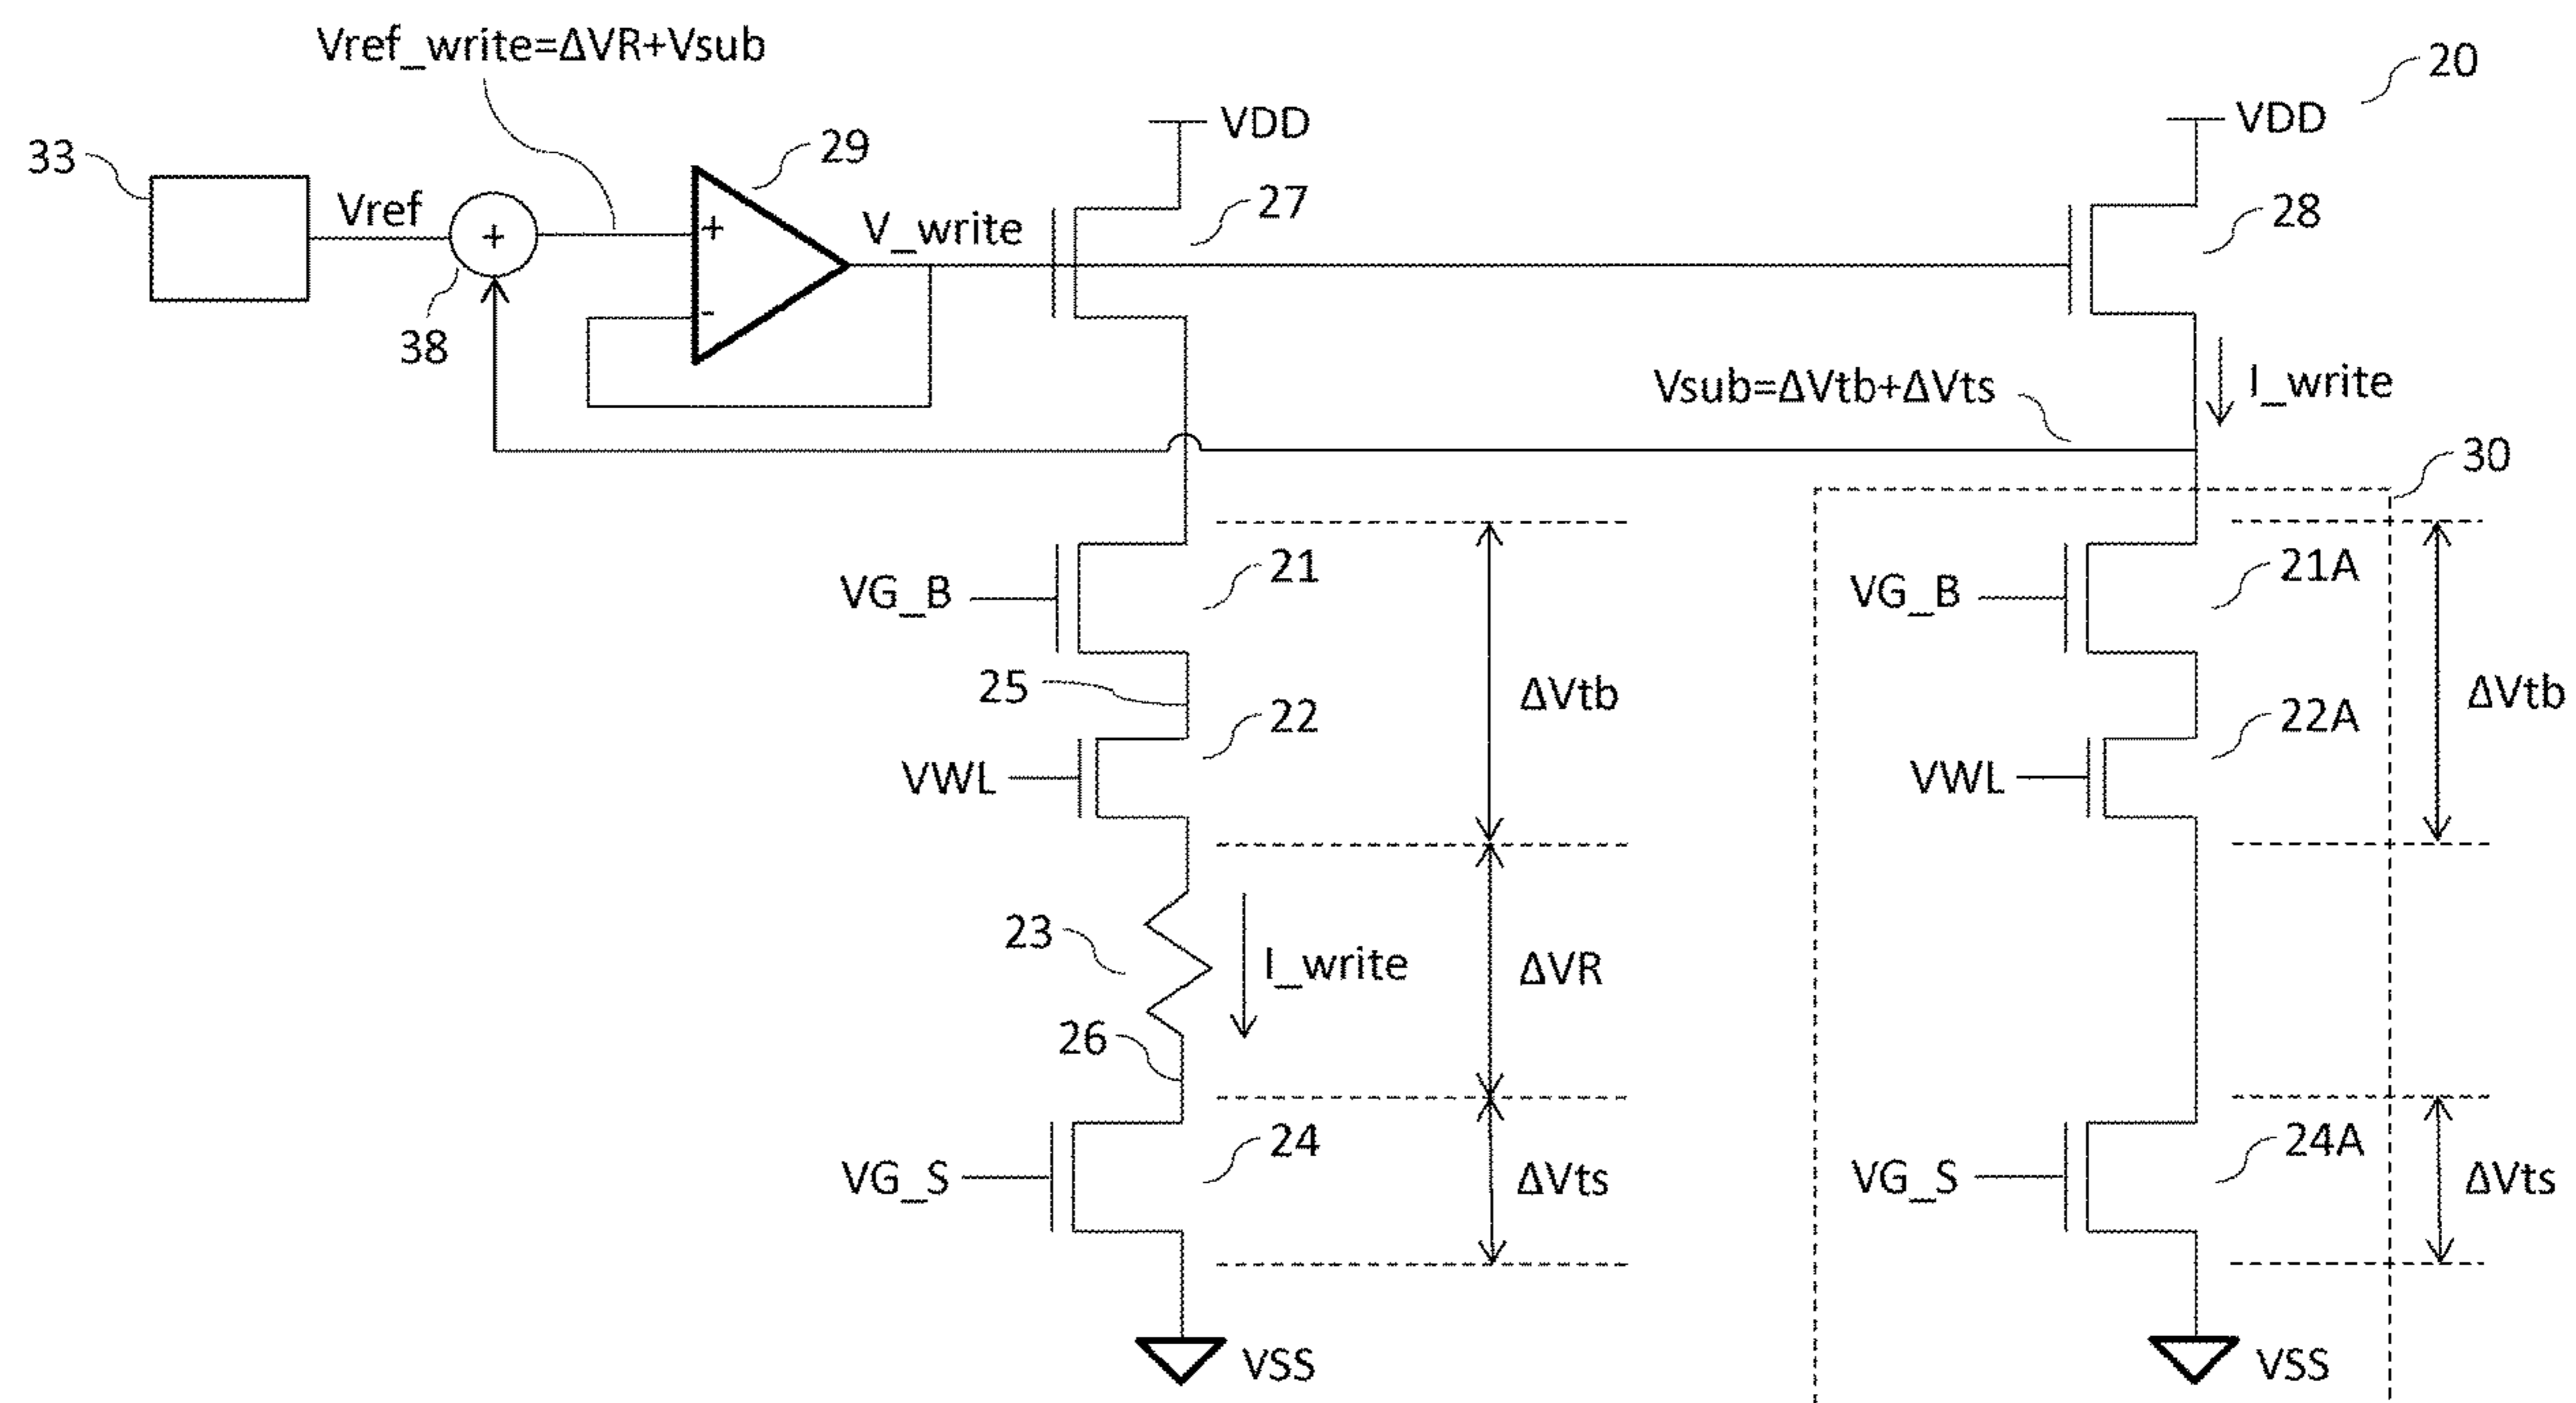 Vref_write=ΔVR+Vsub
20
VDD
VDD
33
29
Vref
+
+
-
V_write
27
28
38
Vsub=ΔVtb+ΔVts
I_write
30
VG_B
21
VG_B
21A
25
ΔVtb
ΔVtb
22
22A
VWL
VWL
23
I_write
ΔVR
26
VG_S
24
ΔVts
VG_S
24A
ΔVts
VSS
VSS